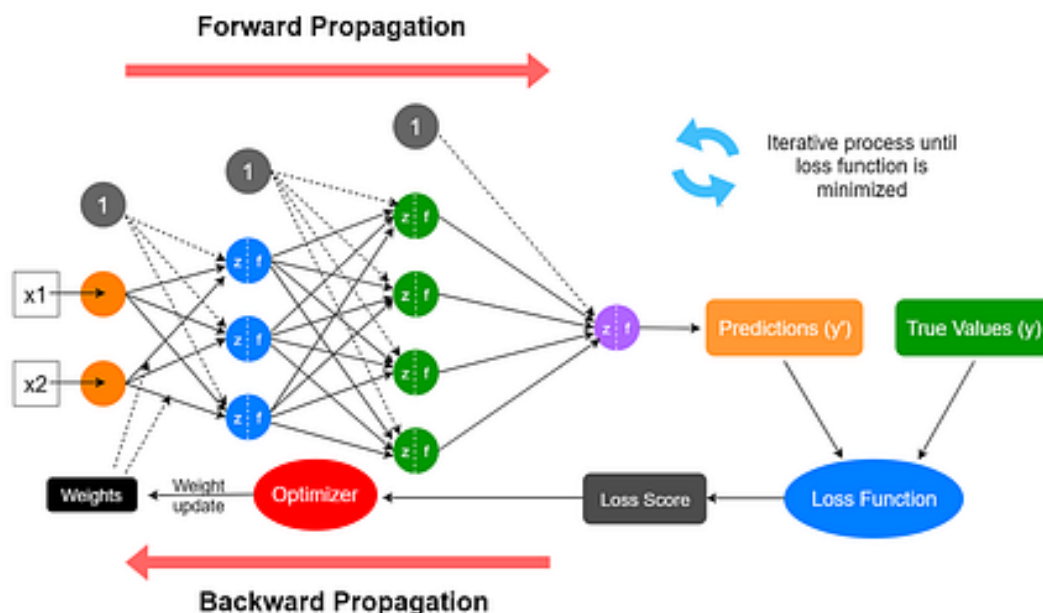 Forward Propagation
1
1
1
Iterative process until
loss function is
minimized
z f
z f
z f
x1
z f
z f
z f
Predictions (y')
True Values (y)
x2
z f
z f
Weights
Weight
update
Optimizer
Loss Score
Loss Function
Backward Propagation